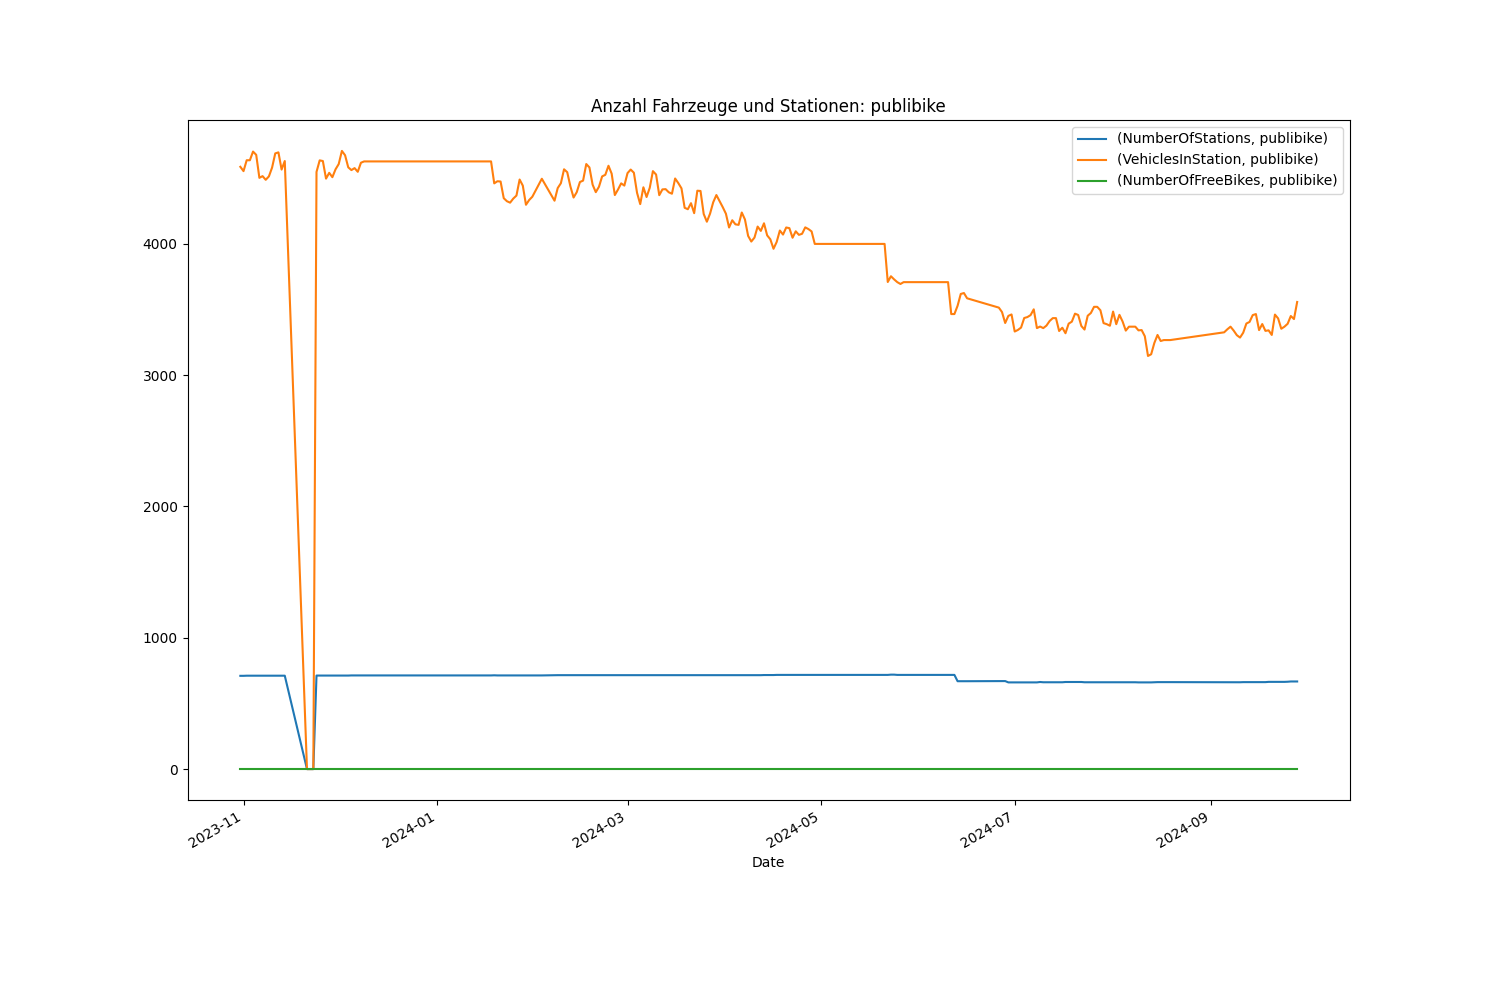 Anzahl Fahrzeuge und Stationen: publibike
(NumberOfStations, publibike)
(VehiclesInStation, publibike)
(NumberOfFreeBikes, publibike)
4000
3000
2000
1000
0
2023-11
2024-01
2024-03
2024-05
2024-07
2024-09
Date